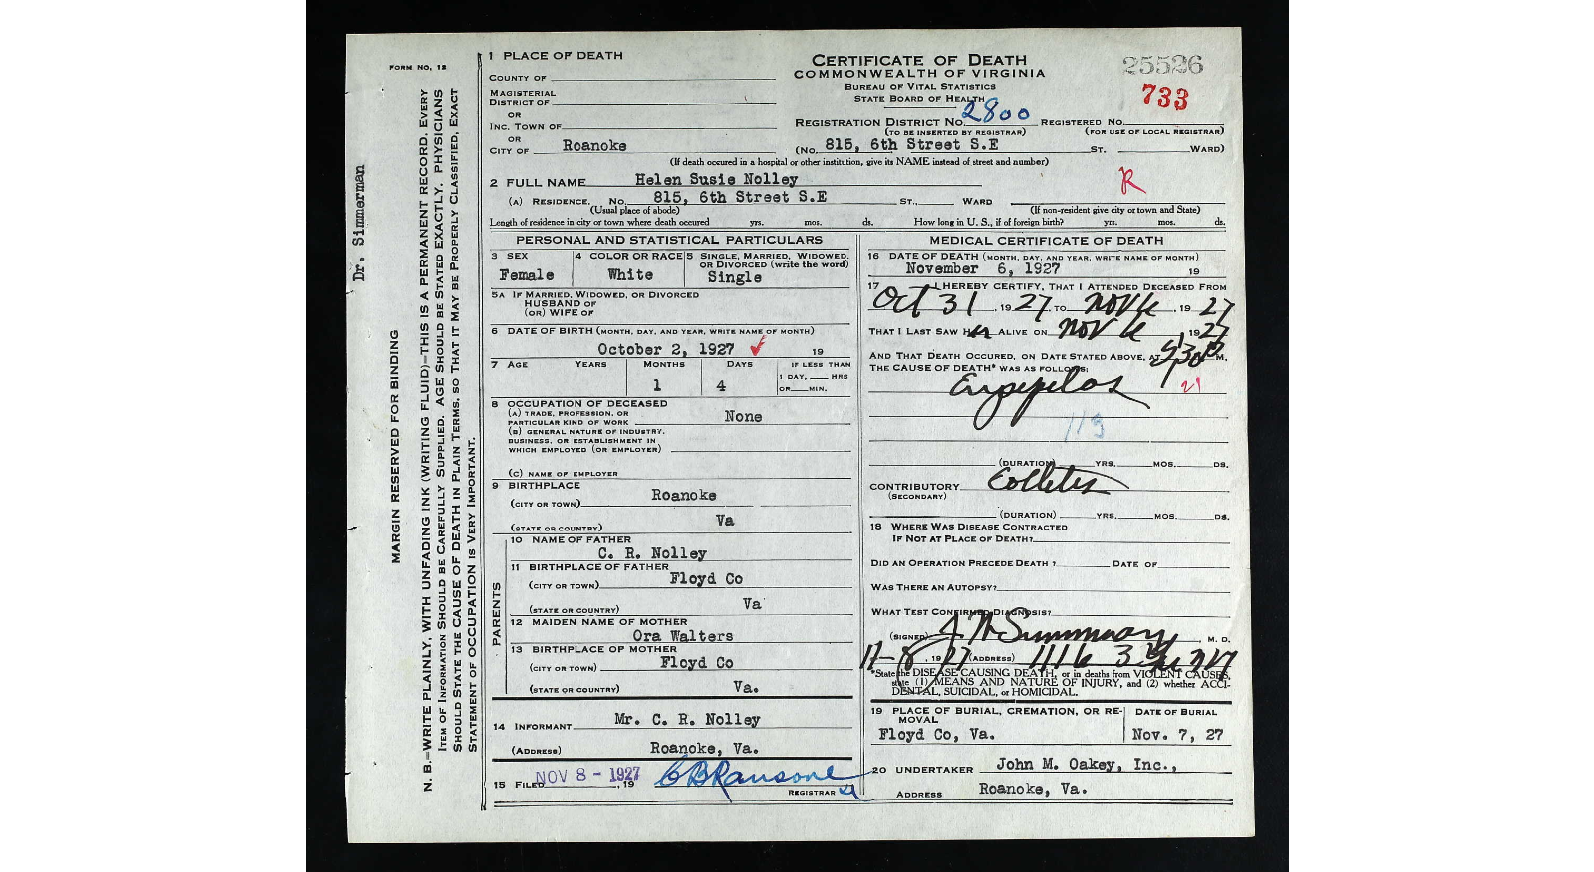 FORM NO. 12
MARGIN RESERVED FOR BINDING
N. B.—WRITE PLAINLY, WITH UNFADING INK (WRITING FLUID)—THIS IS A PERMANENT RECORD. EVERY
ITEM OF INFORMATION SHOULD BE CAREFULLY SUPPLIED. AGE SHOULD BE STATED EXACTLY. PHYSICIANS
SHOULD STATE THE CAUSE OF DEATH IN PLAIN TERMS, SO THAT IT MAY BE PROPERLY CLASSIFIED, EXACT
STATEMENT OF OCCUPATION IS VERY IMPORTANT.
Dr. Simmerman
1 PLACE OF DEATH
COUNTY OF
MAGISTERIAL
DISTRICT OF
OR
INC. TOWN OF
OR
CITY OF Roanoke
CERTIFICATE OF DEATH
COMMONWEALTH OF VIRGINIA
BUREAU OF VITAL STATISTICS
STATE BOARD OF HEALTH
25526
733
REGISTRATION DISTRICT NO. 2800 REGISTERED NO.
(TO BE INSERTED BY REGISTRAR) (FOR USE OF LOCAL REGISTRAR)
(No. 815, 6th Street S.E ST. WARD)
(If death occured in a hospital or other institution, give its NAME instead of street and number)
2 FULL NAME Helen Susie Nolley
R
(A) RESIDENCE. No. 815, 6th Street S.E ST., WARD
(Usual place of abode) (If non-resident give city or town and State)
Length of residence in city or town where death occured yrs. mos. ds. How long in U. S., if of foreign birth? yn. mos. ds.
PERSONAL AND STATISTICAL PARTICULARS
3 SEX 4 COLOR OR RACE 5 SINGLE, MARRIED, WIDOWED, OR DIVORCED (write the word)
Female White Single
5A IF MARRIED, WIDOWED, OR DIVORCED
HUSBAND OF
(OR) WIFE OF
6 DATE OF BIRTH (MONTH, DAY, AND YEAR, WRITE NAME OF MONTH)
October 2, 1927 19
7 AGE YEARS MONTHS DAYS IF LESS THAN
1 4 1 DAY, HRS
OR MIN.
8 OCCUPATION OF DECEASED
(A) TRADE, PROFESSION, OR
PARTICULAR KIND OF WORK None
(B) GENERAL NATURE OF INDUSTRY,
BUSINESS, OR ESTABLISHMENT IN
WHICH EMPLOYED (OR EMPLOYER)
(C) NAME OF EMPLOYER
9 BIRTHPLACE
(CITY OR TOWN) Roanoke
(STATE OR COUNTRY) Va
PARENTS
10 NAME OF FATHER
C. R. Nolley
11 BIRTHPLACE OF FATHER
(CITY OR TOWN) Floyd Co
(STATE OR COUNTRY) Va
12 MAIDEN NAME OF MOTHER
Ora Walters
13 BIRTHPLACE OF MOTHER
(CITY OR TOWN) Floyd Co
(STATE OR COUNTRY) Va.
14 INFORMANT Mr. C. R. Nolley
(ADDRESS) Roanoke, Va.
15 FILED NOV 8 - 1927, 19 C B Ransone
REGISTRAR
MEDICAL CERTIFICATE OF DEATH
16 DATE OF DEATH (MONTH, DAY, AND YEAR, WRITE NAME OF MONTH)
November 6, 1927 19
17 I HEREBY CERTIFY, THAT I ATTENDED DECEASED FROM
Oct 31, 1927, TO Nov 6, 1927
THAT I LAST SAW HER ALIVE ON Nov 6, 1927
AND THAT DEATH OCCURED, ON DATE STATED ABOVE, AT M.
THE CAUSE OF DEATH* WAS AS FOLLOWS:
21
113
(DURATION) YRS. MOS. DS.
CONTRIBUTORY
(SECONDARY)
(DURATION) YRS. MOS. DS.
18 WHERE WAS DISEASE CONTRACTED
IF NOT AT PLACE OF DEATH?
DID AN OPERATION PRECEDE DEATH? DATE OF
WAS THERE AN AUTOPSY?
WHAT TEST CONFIRMED DIAGNOSIS?
(SIGNED) , M. D.
11-8, 1927 (ADDRESS) 1116 3
*State the DISEASE CAUSING DEATH, or in deaths from VIOLENT CAUSES,
state (1) MEANS AND NATURE OF INJURY, and (2) whether ACCI-
DENTAL, SUICIDAL, or HOMICIDAL.
19 PLACE OF BURIAL, CREMATION, OR RE- DATE OF BURIAL
MOVAL
Floyd Co, Va. Nov. 7, 27
20 UNDERTAKER John M. Oakey, Inc.,
ADDRESS Roanoke, Va.